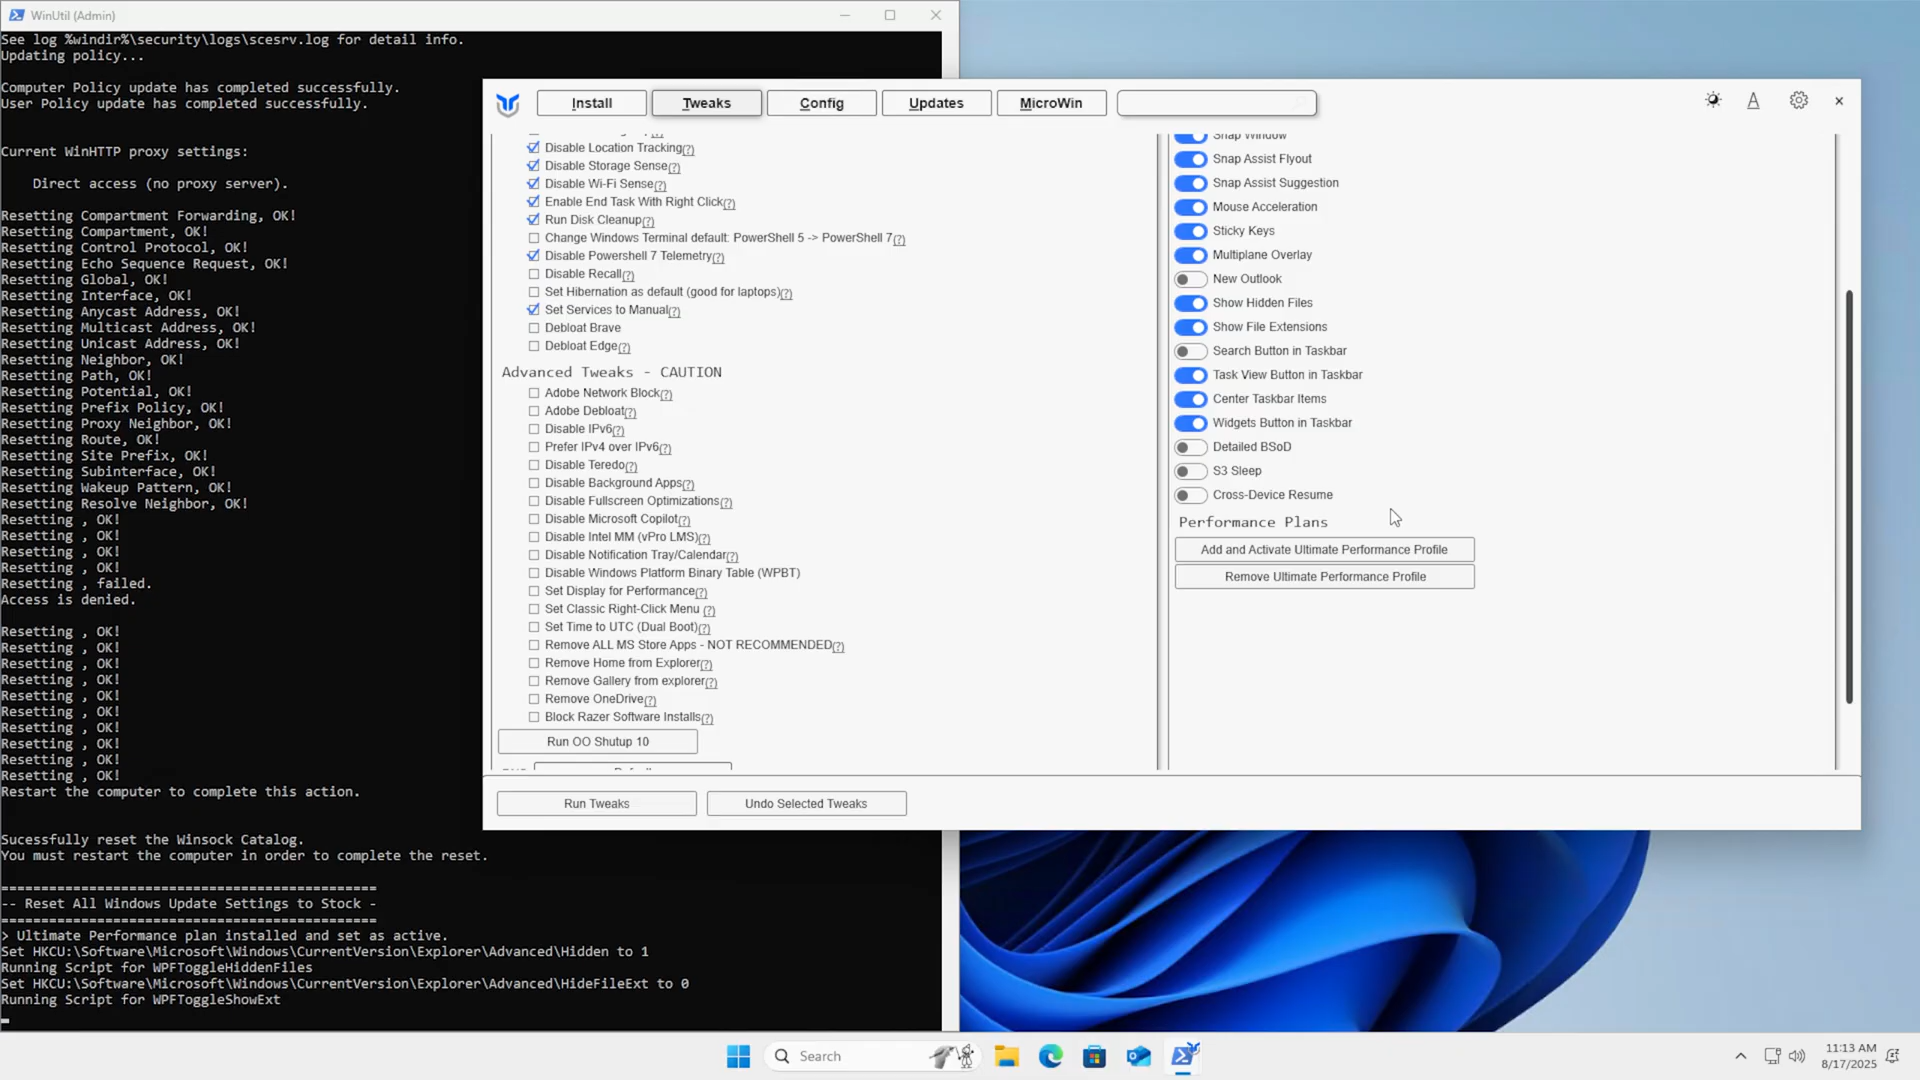 WinUtil (Admin)
See log %windir%\security\logs\scesrv.log for detail info.
Updating policy...
Computer Policy update has completed successfully.
User Policy update has completed successfully.
Current WinHTTP proxy settings:
Direct access (no proxy server).
Resetting Compartment Forwarding, OK!
Resetting Compartment, OK!
Resetting Control Protocol, OK!
Resetting Echo Sequence Request, OK!
Resetting Global, OK!
Resetting Interface, OK!
Resetting Anycast Address, OK!
Resetting Multicast Address, OK!
Resetting Unicast Address, OK!
Resetting Neighbor, OK!
Resetting Path, OK!
Resetting Potential, OK!
Resetting Prefix Policy, OK!
Resetting Proxy Neighbor, OK!
Resetting Route, OK!
Resetting Site Prefix, OK!
Resetting Subinterface, OK!
Resetting Wakeup Pattern, OK!
Resetting Resolve Neighbor, OK!
Resetting , OK!
Resetting , OK!
Resetting , OK!
Resetting , OK!
Resetting , failed.
Access is denied.
Resetting , OK!
Resetting , OK!
Resetting , OK!
Resetting , OK!
Resetting , OK!
Resetting , OK!
Resetting , OK!
Resetting , OK!
Resetting , OK!
Resetting , OK!
Restart the computer to complete this action.
Sucessfully reset the Winsock Catalog.
You must restart the computer in order to complete the reset.
===============================================
-- Reset All Windows Update Settings to Stock -
===============================================
> Ultimate Performance plan installed and set as active.
Set HKCU:\Software\Microsoft\Windows\CurrentVersion\Explorer\Advanced\Hidden to 1
Running Script for WPFToggleHiddenFiles
Set HKCU:\Software\Microsoft\Windows\CurrentVersion\Explorer\Advanced\HideFileExt to 0
Running Script for WPFToggleShowExt
Install
Tweaks
Config
Updates
MicroWin
Disable Location Tracking(?)
Disable Storage Sense(?)
Disable Wi-Fi Sense(?)
Enable End Task With Right Click(?)
Run Disk Cleanup(?)
Change Windows Terminal default: PowerShell 5 -> PowerShell 7(?)
Disable Powershell 7 Telemetry(?)
Disable Recall(?)
Set Hibernation as default (good for laptops)(?)
Set Services to Manual(?)
Debloat Brave
Debloat Edge(?)
Advanced Tweaks - CAUTION
Adobe Network Block(?)
Adobe Debloat(?)
Disable IPv6(?)
Prefer IPv4 over IPv6(?)
Disable Teredo(?)
Disable Background Apps(?)
Disable Fullscreen Optimizations(?)
Disable Microsoft Copilot(?)
Disable Intel MM (vPro LMS)(?)
Disable Notification Tray/Calendar(?)
Disable Windows Platform Binary Table (WPBT)
Set Display for Performance(?)
Set Classic Right-Click Menu (?)
Set Time to UTC (Dual Boot)(?)
Remove ALL MS Store Apps - NOT RECOMMENDED(?)
Remove Home from Explorer(?)
Remove Gallery from explorer(?)
Remove OneDrive(?)
Block Razer Software Installs(?)
Run OO Shutup 10
Run Tweaks
Undo Selected Tweaks
Snap Window
Snap Assist Flyout
Snap Assist Suggestion
Mouse Acceleration
Sticky Keys
Multiplane Overlay
New Outlook
Show Hidden Files
Show File Extensions
Search Button in Taskbar
Task View Button in Taskbar
Center Taskbar Items
Widgets Button in Taskbar
Detailed BSoD
S3 Sleep
Cross-Device Resume
Performance Plans
Add and Activate Ultimate Performance Profile
Remove Ultimate Performance Profile
Search
11:13 AM
8/17/2025